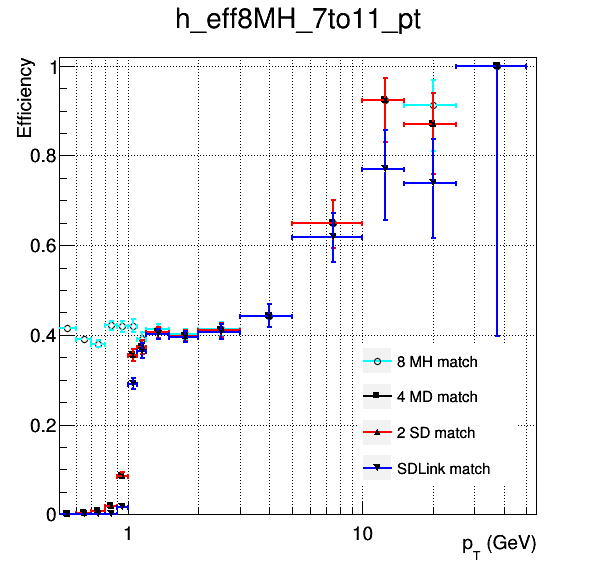 h_eff8MH_7to11_pt
Efficiency
1
0.8
0.6
0.4
0.2
0
8 MH match
4 MD match
2 SD match
SDLink match
1
10
p_T (GeV)